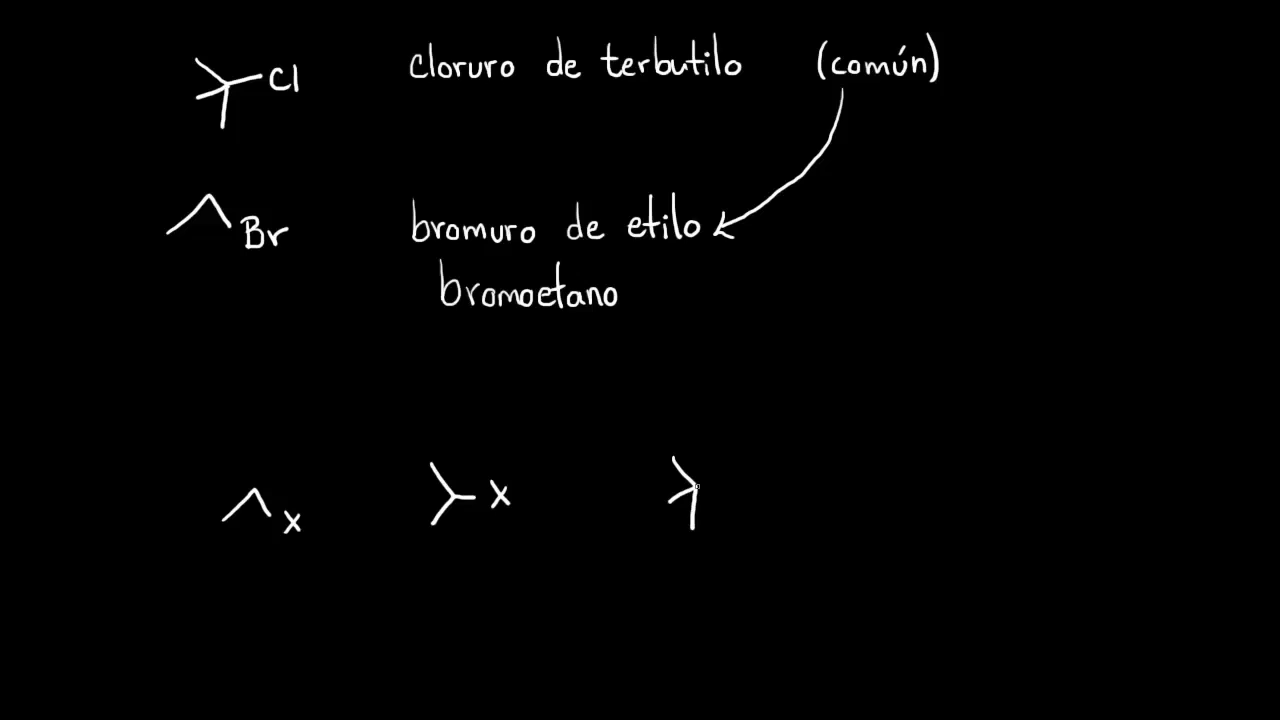 Cl cloruro de terbutilo (común)
Br bromuro de etilo
bromoetano
x x